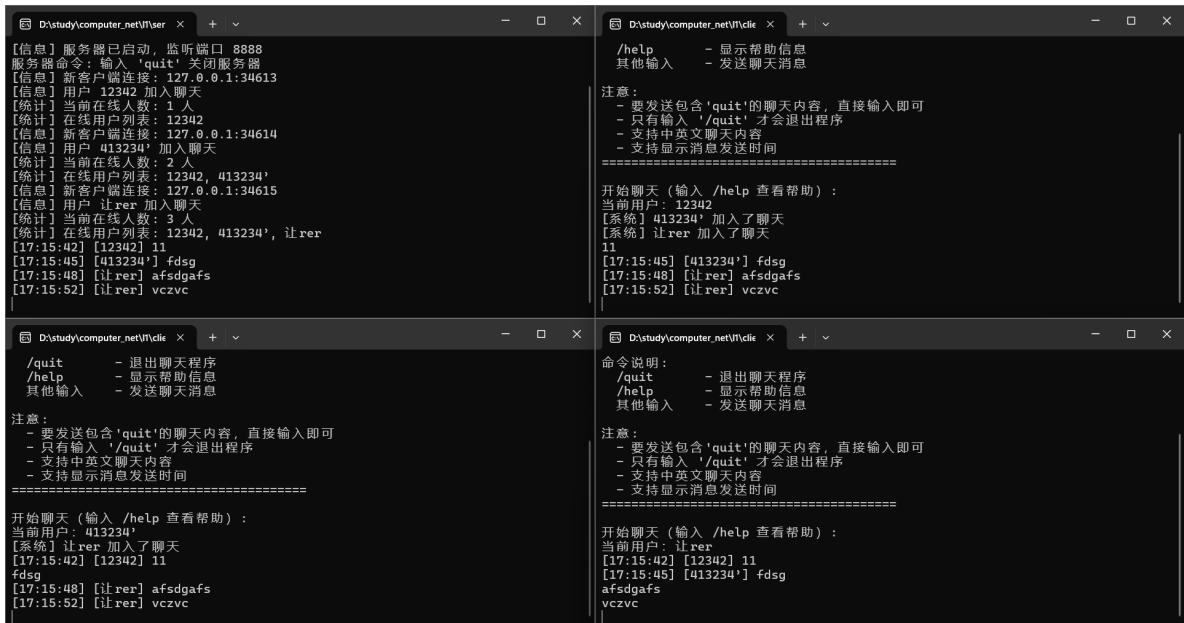 D:\study\computer_net\l1\ser
[信息] 服务器已启动, 监听端口 8888
服务器命令: 输入 'quit' 关闭服务器
[信息] 新客户端连接: 127.0.0.1:34613
[信息] 用户 12342 加入聊天
[统计] 当前在线人数: 1 人
[统计] 在线用户列表: 12342
[信息] 新客户端连接: 127.0.0.1:34614
[信息] 用户 413234’ 加入聊天
[统计] 当前在线人数: 2 人
[统计] 在线用户列表: 12342, 413234’
[信息] 新客户端连接: 127.0.0.1:34615
[信息] 用户 让rer 加入聊天
[统计] 当前在线人数: 3 人
[统计] 在线用户列表: 12342, 413234’, 让rer
[17:15:42] [12342] 11
[17:15:45] [413234’] fdsg
[17:15:48] [让rer] afsdgafs
[17:15:52] [让rer] vczvc
D:\study\computer_net\l1\clie
/help - 显示帮助信息
其他输入 - 发送聊天消息
注意:
- 要发送包含'quit'的聊天内容, 直接输入即可
- 只有输入 '/quit' 才会退出程序
- 支持中英文聊天内容
- 支持显示消息发送时间
========================================
开始聊天 (输入 /help 查看帮助) :
当前用户: 12342
[系统] 413234’ 加入了聊天
[系统] 让rer 加入了聊天
11
[17:15:45] [413234’] fdsg
[17:15:48] [让rer] afsdgafs
[17:15:52] [让rer] vczvc
D:\study\computer_net\l1\clie
/quit - 退出聊天程序
/help - 显示帮助信息
其他输入 - 发送聊天消息
注意:
- 要发送包含'quit'的聊天内容, 直接输入即可
- 只有输入 '/quit' 才会退出程序
- 支持中英文聊天内容
- 支持显示消息发送时间
========================================
开始聊天 (输入 /help 查看帮助) :
当前用户: 413234’
[系统] 让rer 加入了聊天
[17:15:42] [12342] 11
fdsg
[17:15:48] [让rer] afsdgafs
[17:15:52] [让rer] vczvc
D:\study\computer_net\l1\clie
命令说明:
/quit - 退出聊天程序
/help - 显示帮助信息
其他输入 - 发送聊天消息
注意:
- 要发送包含'quit'的聊天内容, 直接输入即可
- 只有输入 '/quit' 才会退出程序
- 支持中英文聊天内容
- 支持显示消息发送时间
========================================
开始聊天 (输入 /help 查看帮助) :
当前用户: 让rer
[17:15:42] [12342] 11
[17:15:45] [413234’] fdsg
afsdgafs
vczvc